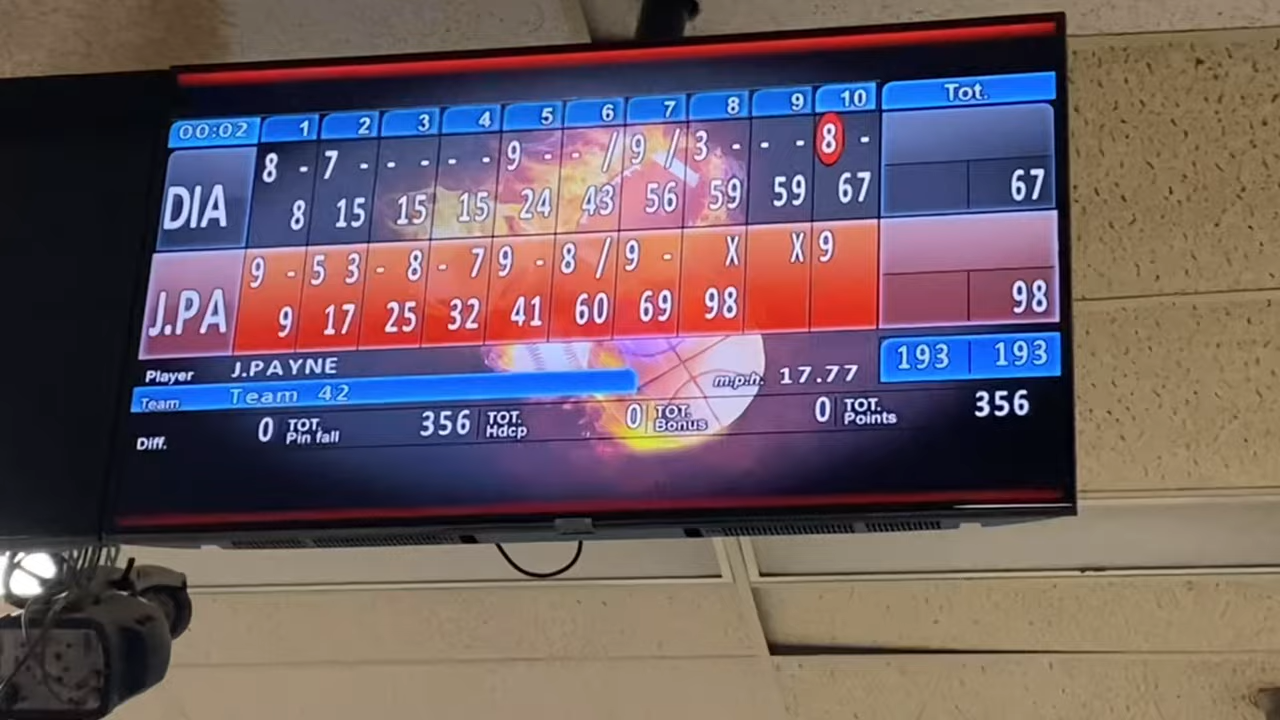 00:02 1 2 3 4 5 6 7 8 9 10 Tot.
8 - 7 - - - - - 9 - - / 9 / 3 - - - 8 -
DIA 8 15 15 15 24 43 56 59 59 67 67
9 - 5 3 - 8 - 7 9 - 8 / 9 - X X 9
J.PA 9 17 25 32 41 60 69 98 98
Player J.PAYNE m.p.h. 17.77 193 193
Team Team 42
Diff. 0 TOT. Pin fall 356 TOT. Hdcp 0 TOT. Bonus 0 TOT. Points 356